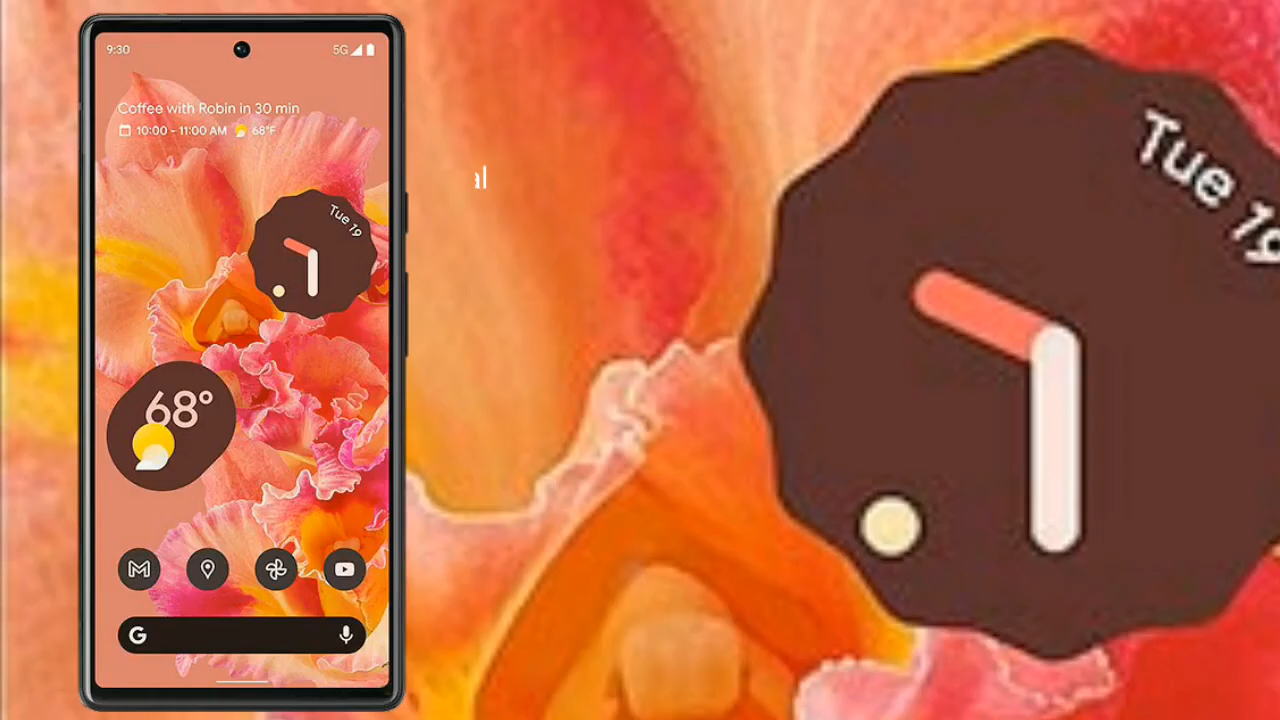 9:30
5G
Coffee with Robin in 30 min
10:00 - 11:00 AM 68°F
Tue 19
68°
G
al
Tue 19